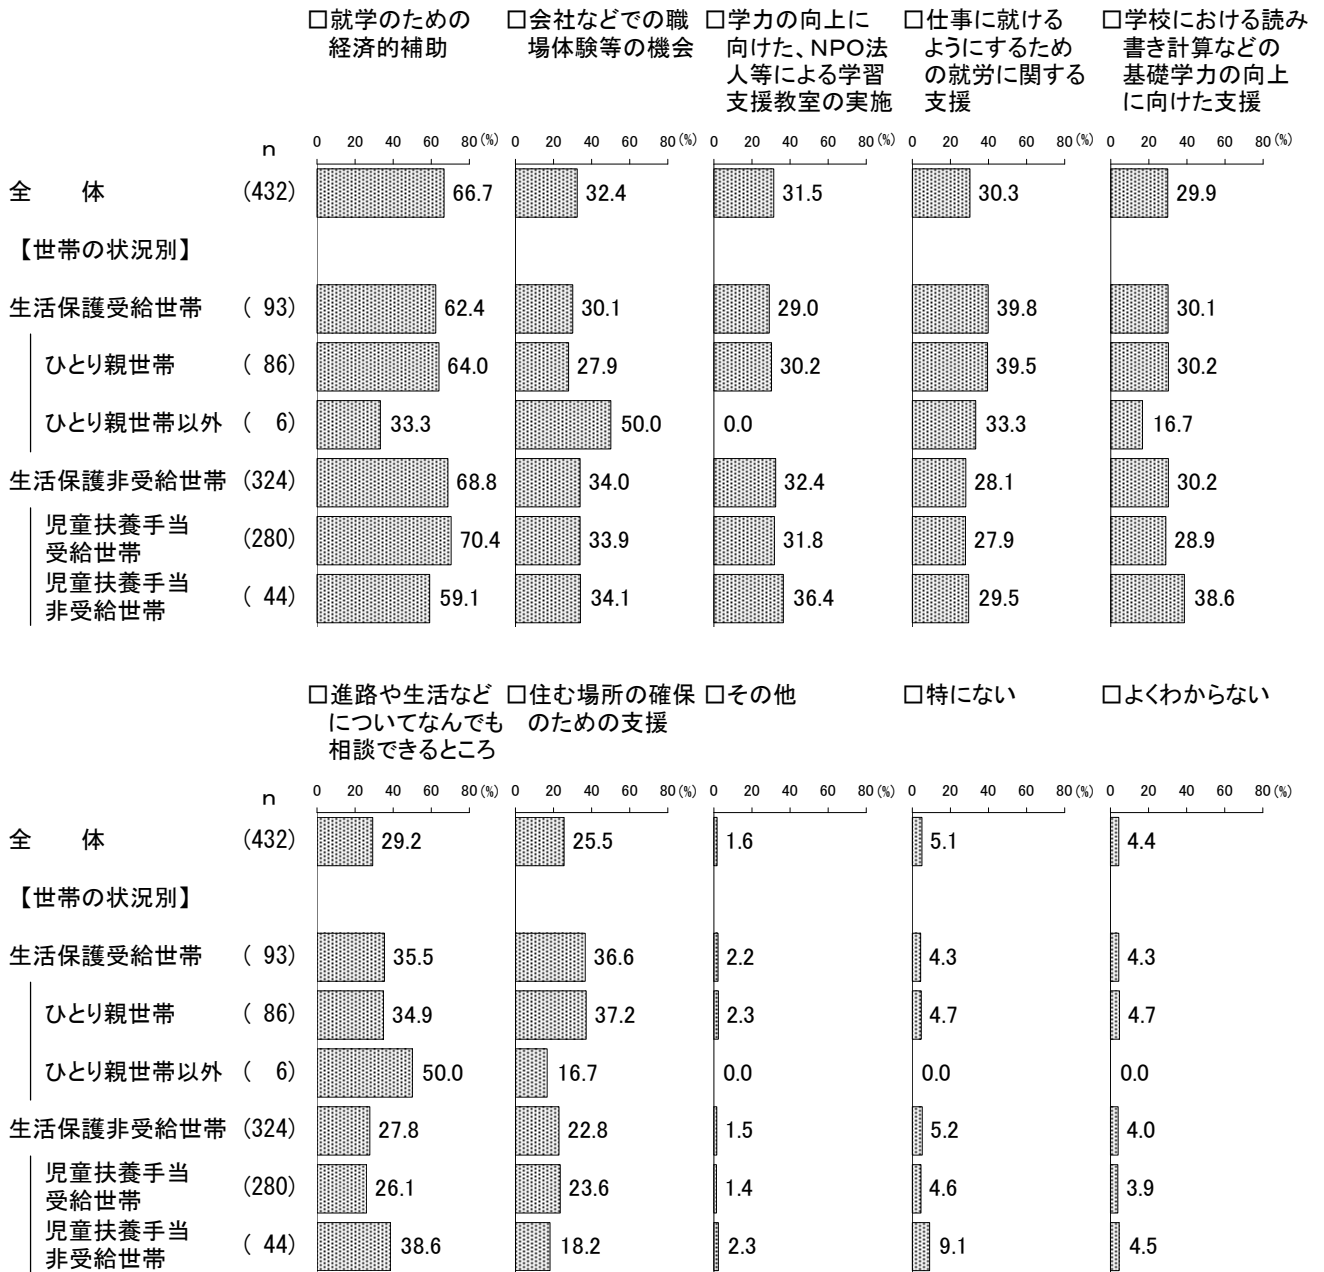 □就学のための
経済的補助
□会社などでの職
場体験等の機会
□学力の向上に
向けた、NPO法
人等による学習
支援教室の実施
□仕事に就ける
ようにするため
の就労に関する
支援
□学校における読み
書き計算などの
基礎学力の向上
に向けた支援
n 0 20 40 60 80(%) 0 20 40 60 80(%) 0 20 40 60 80(%) 0 20 40 60 80(%) 0 20 40 60 80(%)
全 体 (432) 66.7 32.4 31.5 30.3 29.9
【世帯の状況別】
生活保護受給世帯 ( 93) 62.4 30.1 29.0 39.8 30.1
ひとり親世帯 ( 86) 64.0 27.9 30.2 39.5 30.2
ひとり親世帯以外 ( 6) 33.3 50.0 0.0 33.3 16.7
生活保護非受給世帯 (324) 68.8 34.0 32.4 28.1 30.2
児童扶養手当
受給世帯 (280) 70.4 33.9 31.8 27.9 28.9
児童扶養手当
非受給世帯 ( 44) 59.1 34.1 36.4 29.5 38.6
□進路や生活など
についてなんでも
相談できるところ
□住む場所の確保
のための支援
□その他
□特にない
□よくわからない
n 0 20 40 60 80(%) 0 20 40 60 80(%) 0 20 40 60 80(%) 0 20 40 60 80(%) 0 20 40 60 80(%)
全 体 (432) 29.2 25.5 1.6 5.1 4.4
【世帯の状況別】
生活保護受給世帯 ( 93) 35.5 36.6 2.2 4.3 4.3
ひとり親世帯 ( 86) 34.9 37.2 2.3 4.7 4.7
ひとり親世帯以外 ( 6) 50.0 16.7 0.0 0.0 0.0
生活保護非受給世帯 (324) 27.8 22.8 1.5 5.2 4.0
児童扶養手当
受給世帯 (280) 26.1 23.6 1.4 4.6 3.9
児童扶養手当
非受給世帯 ( 44) 38.6 18.2 2.3 9.1 4.5